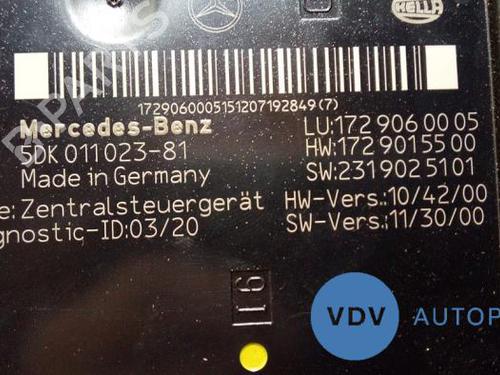 HELLA
1729060005151207192849(7)
Mercedes-Benz
5DK 011 023-81
Made in Germany
e: Zentralsteuergerät
gnostic-ID:03/20
LU:172 906 00 05
HW:172 901 55 00
SW:231 902 51 01
HW-Vers.:10/42/00
SW-Vers.:11/30/00
16
VDV AUTOP